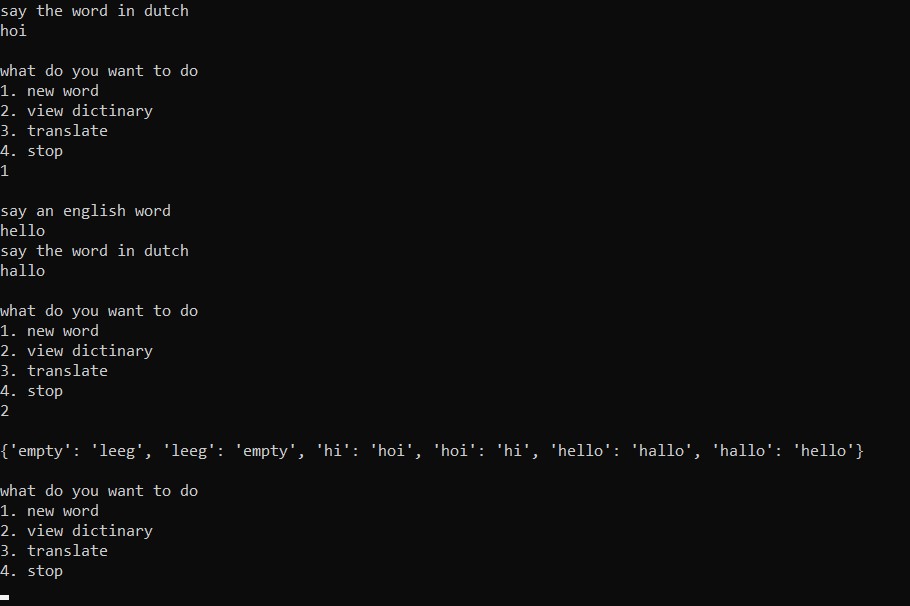 say the word in dutch
hoi
what do you want to do
1. new word
2. view dictinary
3. translate
4. stop
1
say an english word
hello
say the word in dutch
hallo
what do you want to do
1. new word
2. view dictinary
3. translate
4. stop
2
{'empty': 'leeg', 'leeg': 'empty', 'hi': 'hoi', 'hoi': 'hi', 'hello': 'hallo', 'hallo': 'hello'}
what do you want to do
1. new word
2. view dictinary
3. translate
4. stop